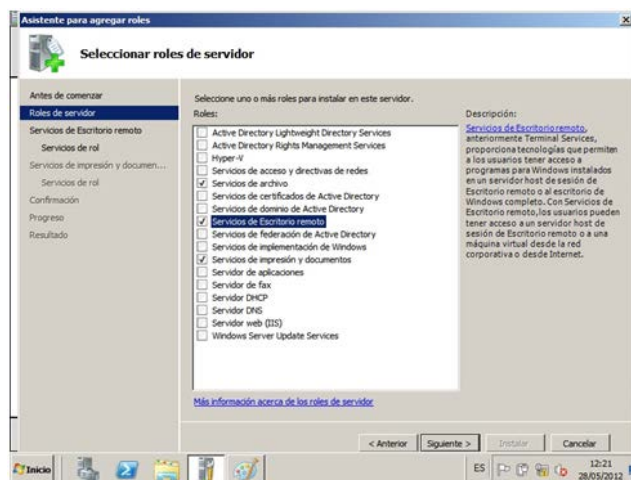 Asistente para agregar roles
Seleccionar roles de servidor
Antes de comenzar
Roles de servidor
Servicios de Escritorio remoto
Servicios de rol
Servicios de impresión y documen...
Servicios de rol
Confirmación
Progreso
Resultado
Seleccione uno o más roles para instalar en este servidor.
Roles:
Active Directory Lightweight Directory Services
Active Directory Rights Management Services
Hyper-V
Servicios de acceso y directivas de redes
Servicios de archivo
Servicios de certificados de Active Directory
Servicios de dominio de Active Directory
Servicios de Escritorio remoto
Servicios de federación de Active Directory
Servicios de implementación de Windows
Servicios de impresión y documentos
Servidor de aplicaciones
Servidor de fax
Servidor DHCP
Servidor DNS
Servidor web (IIS)
Windows Server Update Services
Más información acerca de los roles de servidor
Descripción:
Servicios de Escritorio remoto,
anteriormente Terminal Services,
proporciona tecnologías que permiten
a los usuarios tener acceso a
programas para Windows instalados
en un servidor host de sesión de
Escritorio remoto o al escritorio de
Windows completo. Con Servicios de
Escritorio remoto, los usuarios pueden
tener acceso a un servidor host de
sesión de Escritorio remoto o a una
máquina virtual desde la red
corporativa o desde Internet.
< Anterior
Siguiente >
Instalar
Cancelar
Inicio
ES
12:21
28/05/2012